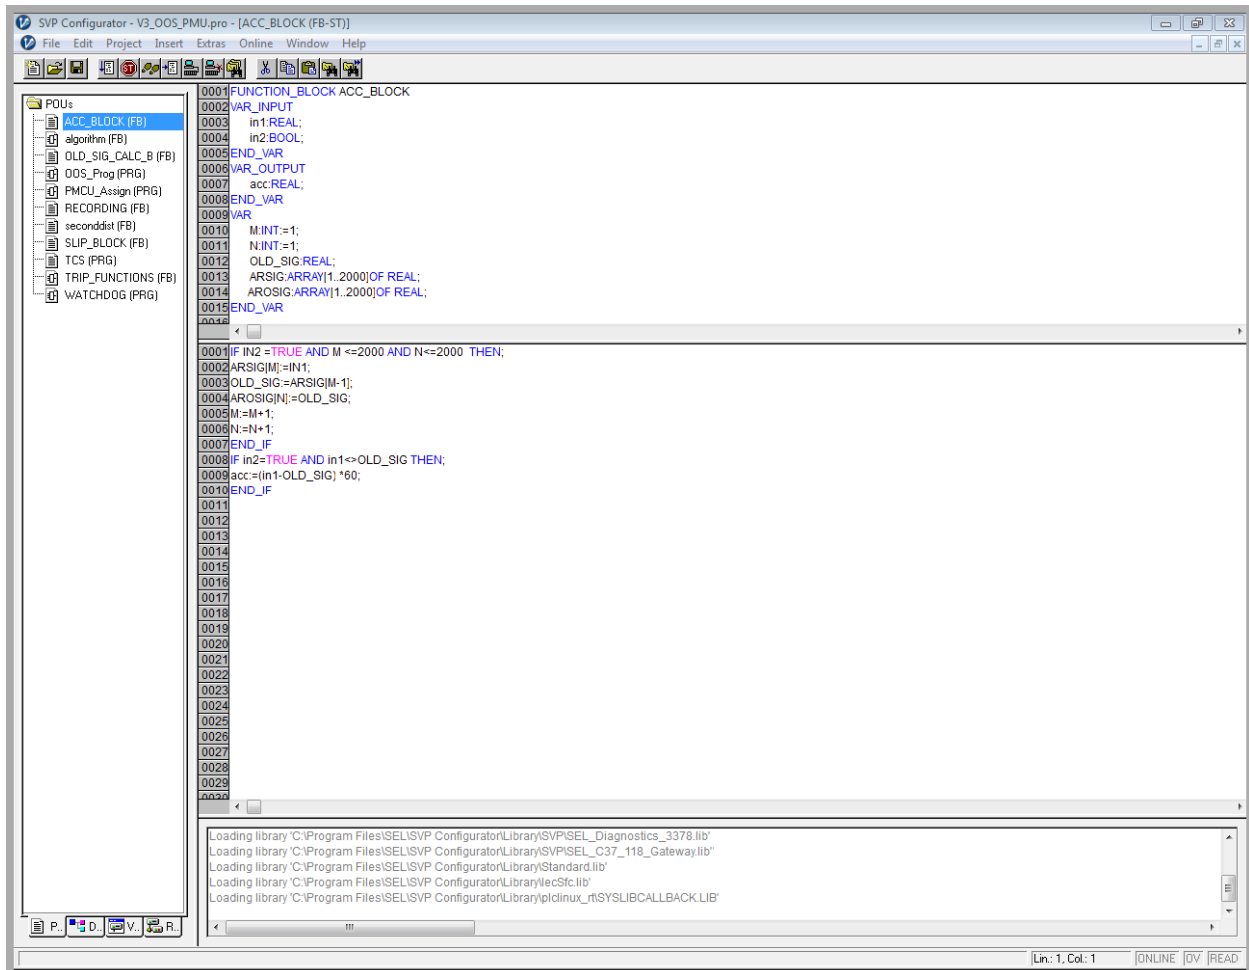 SVP Configurator - V3_OOS_PMU.pro - [ACC_BLOCK (FB-ST)]
File Edit Project Insert Extras Online Window Help
POUs
ACC_BLOCK (FB)
algorithm (FB)
OLD_SIG_CALC_B (FB)
OOS_Prog (PRG)
PMCU_Assign (PRG)
RECORDING (FB)
seconddist (FB)
SLIP_BLOCK (FB)
TCS (PRG)
TRIP_FUNCTIONS (FB)
WATCHDOG (PRG)
P.. D.. V.. R..
0001 FUNCTION_BLOCK ACC_BLOCK
0002 VAR_INPUT
0003 in1:REAL;
0004 in2:BOOL;
0005 END_VAR
0006 VAR_OUTPUT
0007 acc:REAL;
0008 END_VAR
0009 VAR
0010 M:INT:=1;
0011 N:INT:=1;
0012 OLD_SIG:REAL;
0013 ARSIG:ARRAY[1..2000]OF REAL;
0014 AROSIG:ARRAY[1..2000]OF REAL;
0015 END_VAR
0016
0001 IF IN2 =TRUE AND M <=2000 AND N<=2000 THEN;
0002 ARSIG[M]:=IN1;
0003 OLD_SIG:=ARSIG[M-1];
0004 AROSIG[N]:=OLD_SIG;
0005 M:=M+1;
0006 N:=N+1;
0007 END_IF
0008 IF in2=TRUE AND in1<>OLD_SIG THEN;
0009 acc:=(in1-OLD_SIG) *60;
0010 END_IF
0011
0012
0013
0014
0015
0016
0017
0018
0019
0020
0021
0022
0023
0024
0025
0026
0027
0028
0029
0030
Loading library 'C:\Program Files\SEL\SVP Configurator\Library\SVP\SEL_Diagnostics_3378.lib'
Loading library 'C:\Program Files\SEL\SVP Configurator\Library\SVP\SEL_C37_118_Gateway.lib''
Loading library 'C:\Program Files\SEL\SVP Configurator\Library\Standard.lib'
Loading library 'C:\Program Files\SEL\SVP Configurator\Library\IecSfc.lib'
Loading library 'C:\Program Files\SEL\SVP Configurator\Library\plclinux_rt\SYSLIBCALLBACK.LIB'
Lin.: 1, Col.: 1 ONLINE OV READ